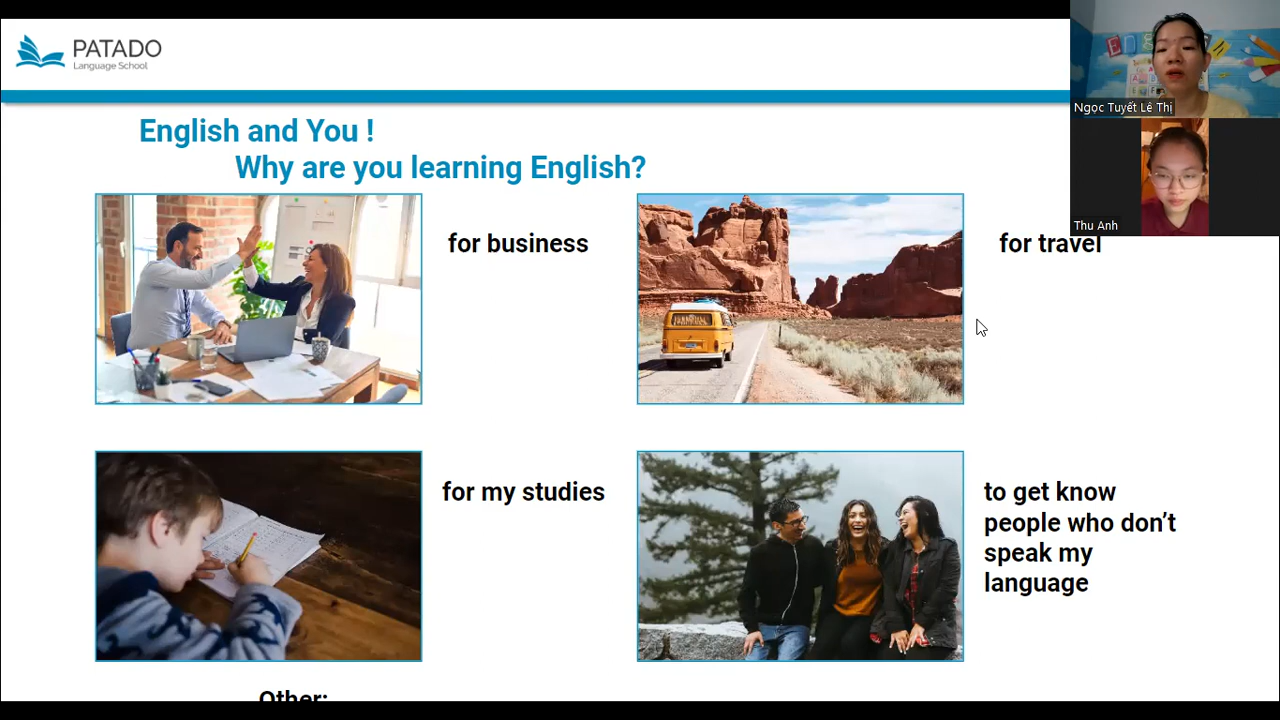 PATADO
Language School
English and You !
Why are you learning English?
for business
for travel
for my studies
to get know
people who don't
speak my
language
Other:
Ngọc Tuyết Lê Thị
Thu Anh